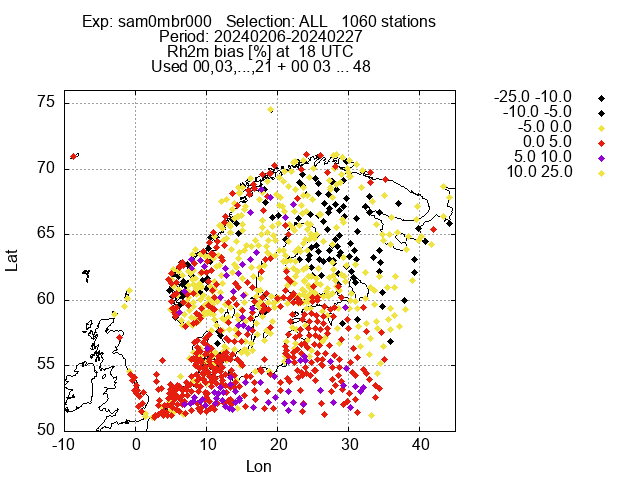 Exp: sam0mbr000 Selection: ALL 1060 stations
Period: 20240206-20240227
Rh2m bias [%] at 18 UTC
Used 00,03,...,21 + 00 03 ... 48
-25.0 -10.0
-10.0 -5.0
-5.0 0.0
0.0 5.0
5.0 10.0
10.0 25.0
75
70
65
60
55
50
Lat
-10 0 10 20 30 40
Lon